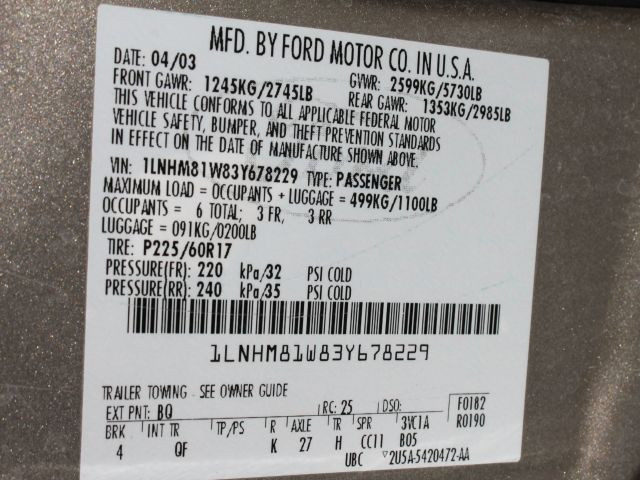 MFD. BY FORD MOTOR CO. IN U.S.A.
DATE: 04/03 GVWR: 2599KG/5730LB
FRONT GAWR: 1245KG/2745LB REAR GAWR: 1353KG/2985LB
THIS VEHICLE CONFORMS TO ALL APPLICABLE FEDERAL MOTOR
VEHICLE SAFETY, BUMPER, AND THEFT PREVENTION STANDARDS
IN EFFECT ON THE DATE OF MANUFACTURE SHOWN ABOVE.
VIN: 1LNHM81W83Y678229 TYPE: PASSENGER
MAXIMUM LOAD = OCCUPANTS + LUGGAGE = 499KG/1100LB
OCCUPANTS: 6 TOTAL; 3 FR, 3 RR
LUGGAGE: 091KG/0200LB
TIRE: P225/60R17
PRESSURE(FR): 220 kPa/32 PSI COLD
PRESSURE(RR): 240 kPa/35 PSI COLD
1LNHM81W83Y678229
TRAILER TOWING - SEE OWNER GUIDE
EXT PNT: BQ RC: 25 DSO: F0182
BRK INT TR TP/PS R AXLE TR SPR 3VC1A R0190
4 QF K 27 H CC11 B05
UBC 2U5A-5420472-AA